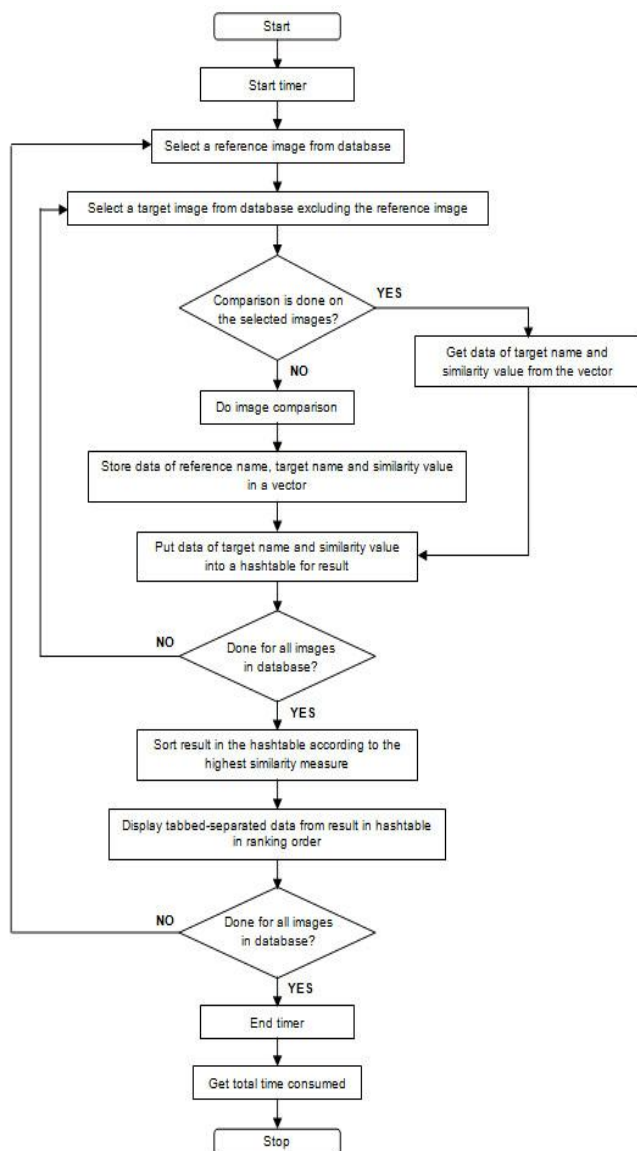 Start
Start timer
Select a reference image from database
Select a target image from database excluding the reference image
Comparison is done on
the selected images?
YES
Get data of target name and
similarity value from the vector
NO
Do image comparison
Store data of reference name, target name and similarity value
in a vector
Put data of target name and similarity value
into a hashtable for result
NO
Done for all images
in database?
YES
Sort result in the hashtable according to the
highest similarity measure
Display tabbed-separated data from result in hashtable
in ranking order
NO
Done for all images
in database?
YES
End timer
Get total time consumed
Stop